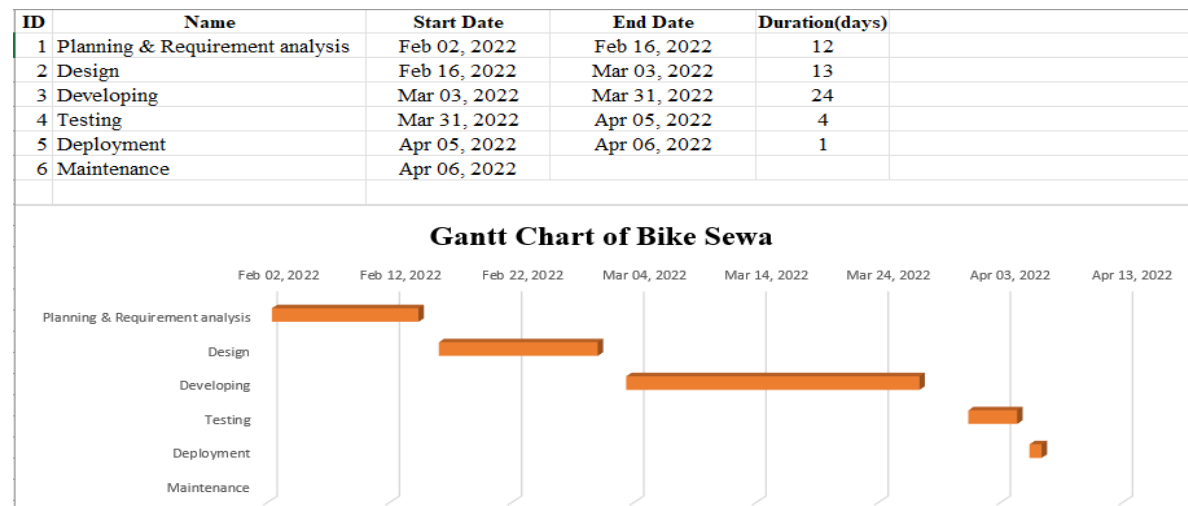 ID Name Start Date End Date Duration(days)
1 Planning & Requirement analysis Feb 02, 2022 Feb 16, 2022 12
2 Design Feb 16, 2022 Mar 03, 2022 13
3 Developing Mar 03, 2022 Mar 31, 2022 24
4 Testing Mar 31, 2022 Apr 05, 2022 4
5 Deployment Apr 05, 2022 Apr 06, 2022 1
6 Maintenance Apr 06, 2022
Gantt Chart of Bike Sewa
Feb 02, 2022 Feb 12, 2022 Feb 22, 2022 Mar 04, 2022 Mar 14, 2022 Mar 24, 2022 Apr 03, 2022 Apr 13, 2022
Planning & Requirement analysis
Design
Developing
Testing
Deployment
Maintenance